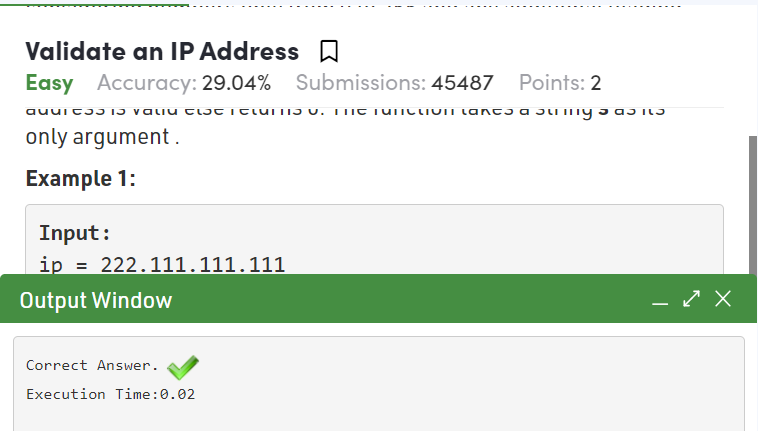 Validate an IP Address
Easy Accuracy: 29.04% Submissions: 45487 Points: 2
address is valid else returns 0. The function takes a string s as its
only argument .
Example 1:
Input:
ip = 222.111.111.111
Output Window
Correct Answer.
Execution Time:0.02